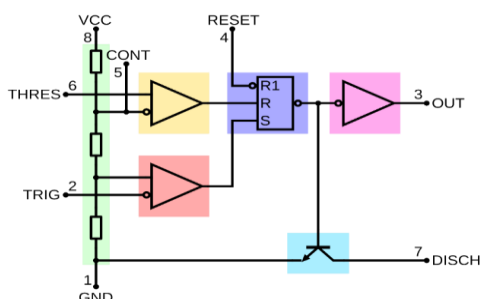 VCC
RESET
8
CONT
4
5
R1
THRES
6
3
OUT
R
S
2
TRIG
7
DISCH
1
GND